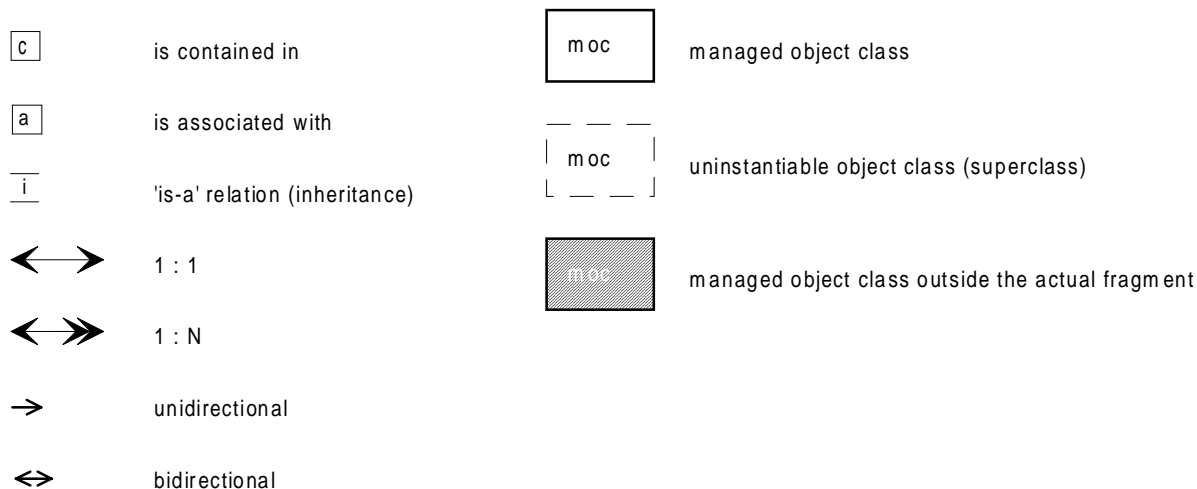 c is contained in
a is associated with
i 'is-a' relation (inheritance)
1 : 1
1 : N
unidirectional
bidirectional
moc managed object class
moc uninstantiable object class (superclass)
moc managed object class outside the actual fragment